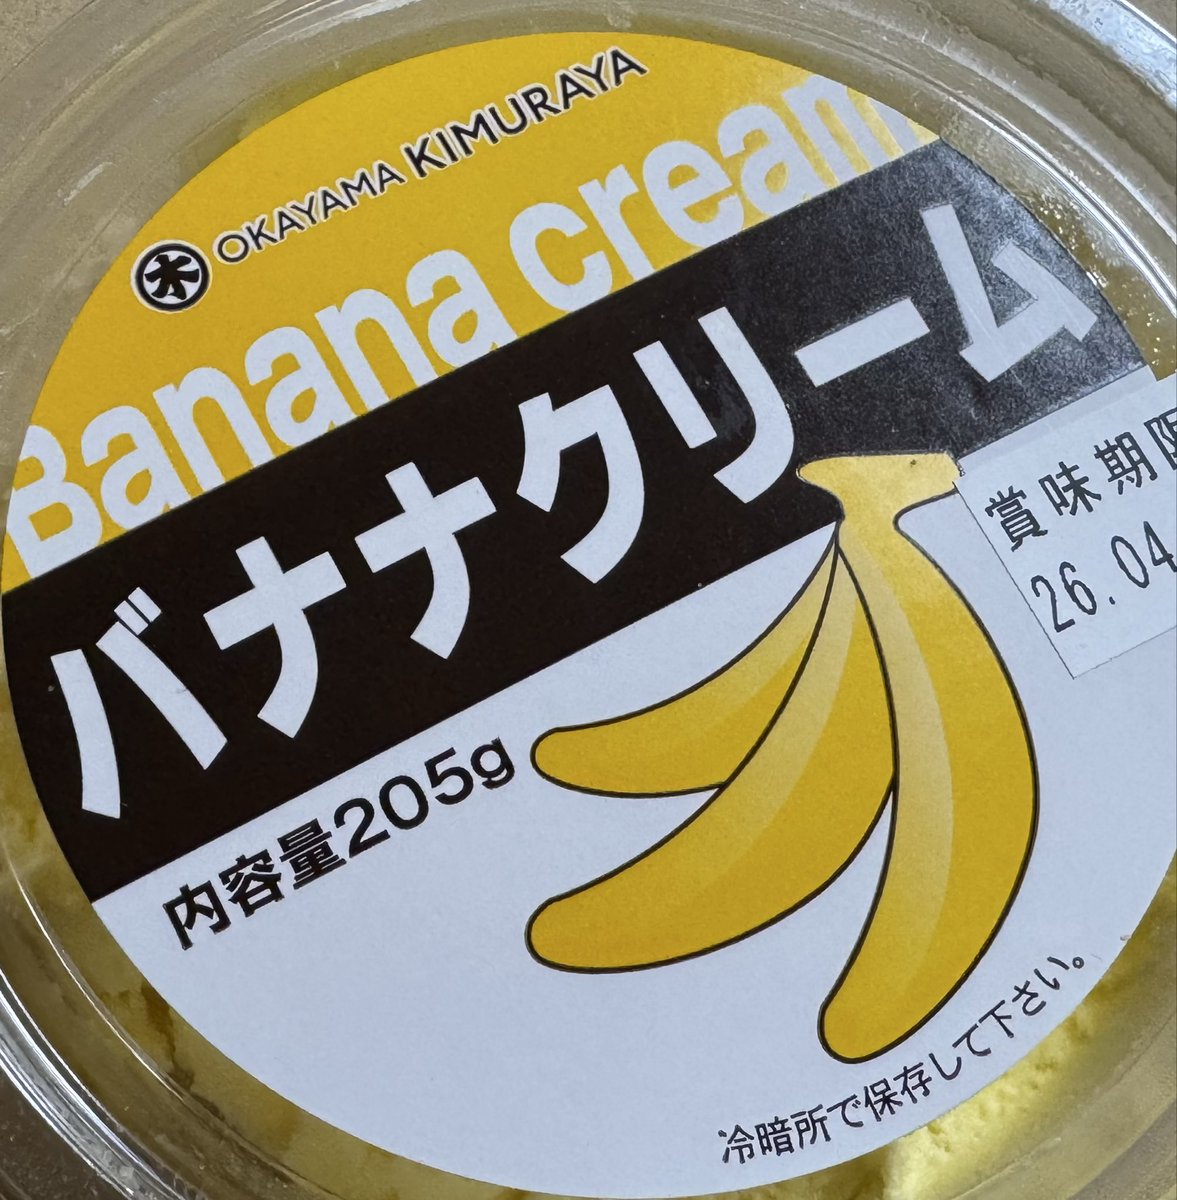 木 OKAYAMA KIMURAYA
Banana cream
バナナクリーム
賞味期限
26.04
内容量205g
冷暗所で保存して下さい。